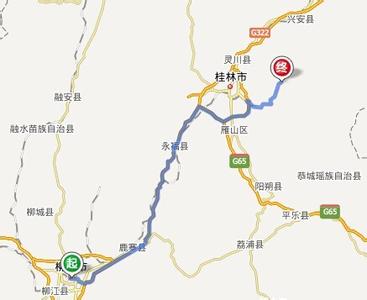 兴安县
G322
灵川县
终
桂林市
融安县
雁山区
融水苗族自治县
永福县
G65
恭城瑶族自治县
阳朔县
柳城县
G65
平乐县
鹿寨县
荔浦县
起
柳
市
柳江县